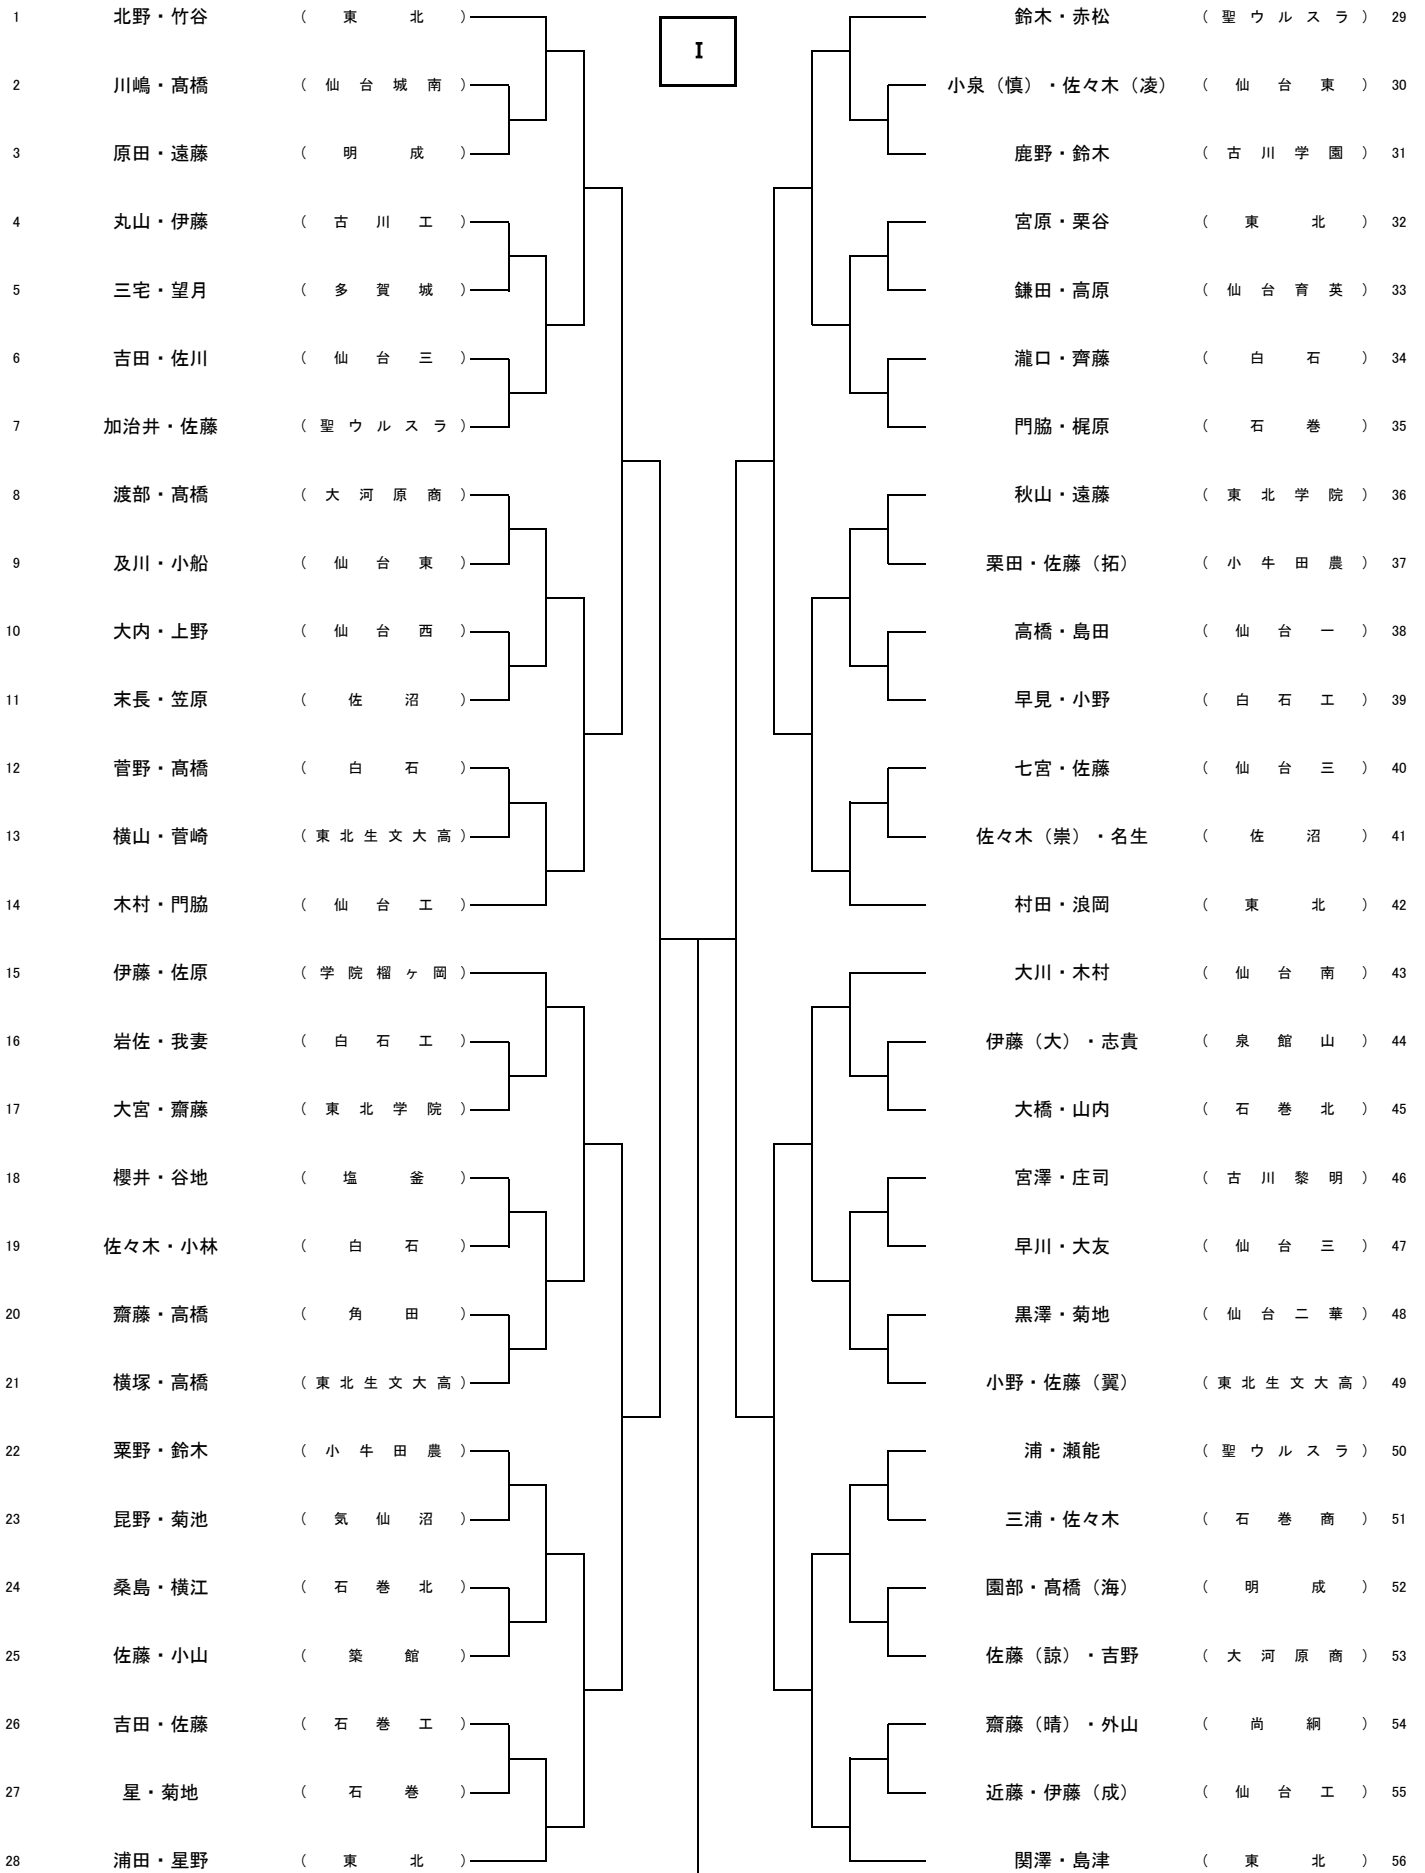 I
1 北野・竹谷 (東北)
2 川嶋・髙橋 (仙台城南)
3 原田・遠藤 (明成)
4 丸山・伊藤 (古川工)
5 三宅・望月 (多賀城)
6 吉田・佐川 (仙台三)
7 加治井・佐藤 (聖ウルスラ)
8 渡部・髙橋 (大河原商)
9 及川・小船 (仙台東)
10 大内・上野 (仙台西)
11 末長・笠原 (佐沼)
12 菅野・髙橋 (白石)
13 横山・菅崎 (東北生文大高)
14 木村・門脇 (仙台工)
15 伊藤・佐原 (学院榴ヶ岡)
16 岩佐・我妻 (白石工)
17 大宮・齋藤 (東北学院)
18 櫻井・谷地 (塩釜)
19 佐々木・小林 (白石)
20 齋藤・高橋 (角田)
21 横塚・高橋 (東北生文大高)
22 粟野・鈴木 (小牛田農)
23 昆野・菊池 (気仙沼)
24 桑島・横江 (石巻北)
25 佐藤・小山 (築館)
26 吉田・佐藤 (石巻工)
27 星・菊地 (石巻)
28 浦田・星野 (東北)
鈴木・赤松 (聖ウルスラ) 29
小泉（慎）・佐々木（凌） (仙台東) 30
鹿野・鈴木 (古川学園) 31
宮原・栗谷 (東北) 32
鎌田・高原 (仙台育英) 33
瀧口・齊藤 (白石) 34
門脇・梶原 (石巻) 35
秋山・遠藤 (東北学院) 36
栗田・佐藤（拓） (小牛田農) 37
高橋・島田 (仙台一) 38
早見・小野 (白石工) 39
七宮・佐藤 (仙台三) 40
佐々木（崇）・名生 (佐沼) 41
村田・浪岡 (東北) 42
大川・木村 (仙台南) 43
伊藤（大）・志貴 (泉館山) 44
大橋・山内 (石巻北) 45
宮澤・庄司 (古川黎明) 46
早川・大友 (仙台三) 47
黒澤・菊地 (仙台二華) 48
小野・佐藤（翼） (東北生文大高) 49
浦・瀬能 (聖ウルスラ) 50
三浦・佐々木 (石巻商) 51
園部・髙橋（海） (明成) 52
佐藤（諒）・吉野 (大河原商) 53
齋藤（晴）・外山 (尚絅) 54
近藤・伊藤（成） (仙台工) 55
関澤・島津 (東北) 56